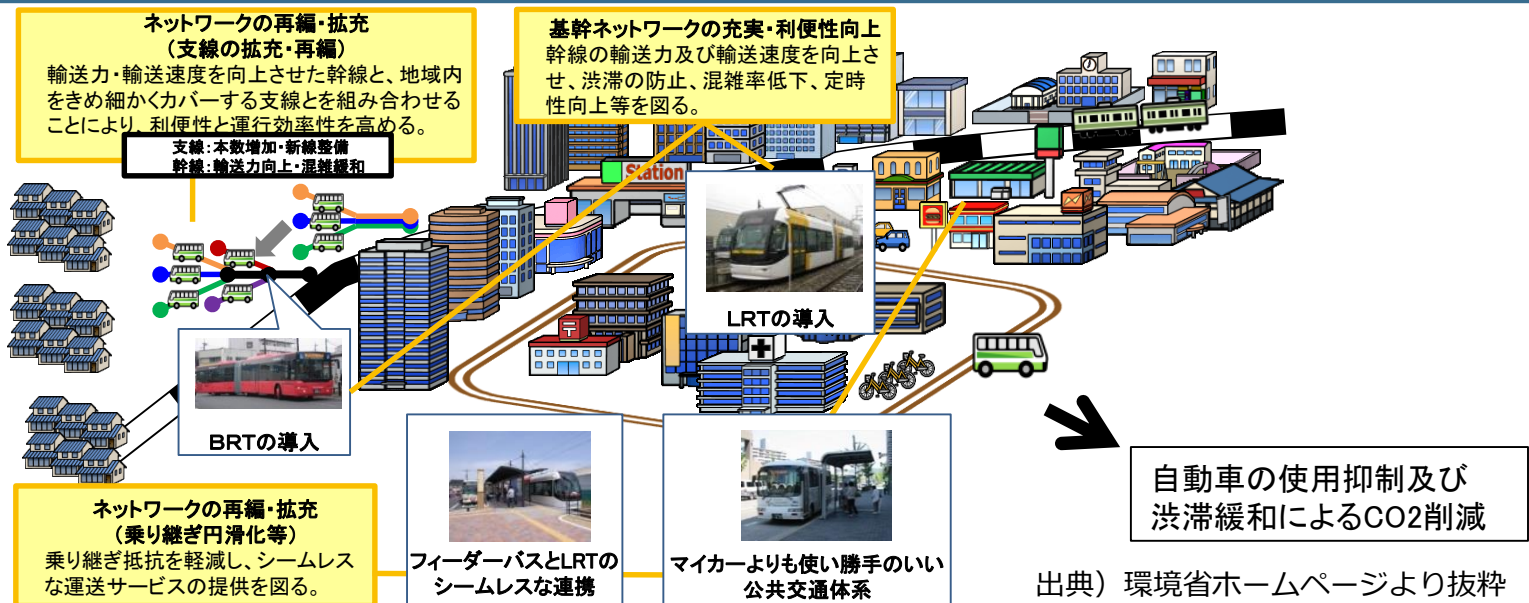 ネットワークの再編・拡充
(支線の拡充・再編)
輸送力・輸送速度を向上させた幹線と、地域内
をきめ細かくカバーする支線とを組み合わせる
ことにより、利便性と運行効率性を高める。
支線:本数増加・新線整備
幹線:輸送力向上・混雑緩和
基幹ネットワークの充実・利便性向上
幹線の輸送力及び輸送速度を向上さ
せ、渋滞の防止、混雑率低下、定時
性向上等を図る。
Station
LRTの導入
BRTの導入
ネットワークの再編・拡充
(乗り継ぎ円滑化等)
乗り継ぎ抵抗を軽減し、シームレス
な運送サービスの提供を図る。
フィーダーバスとLRTの
シームレスな連携
マイカーよりも使い勝手のいい
公共交通体系
自動車の使用抑制及び
渋滞緩和によるCO2削減
出典）環境省ホームページより抜粋